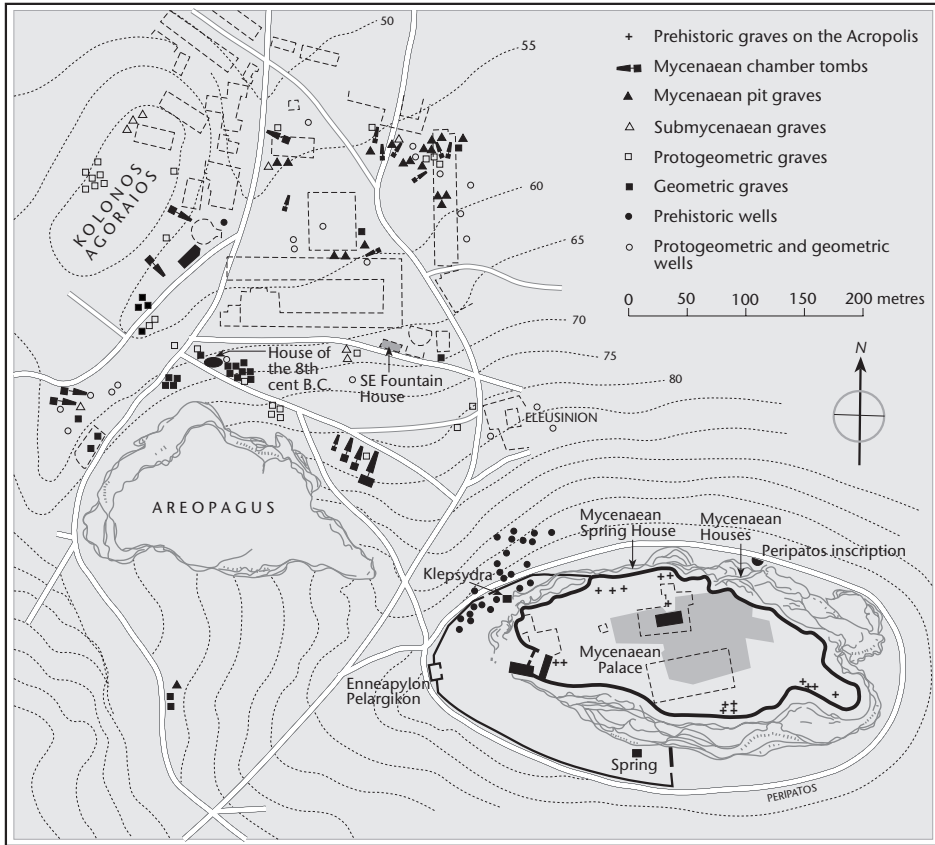 50
55
60
65
70
75
80
Prehistoric graves on the Acropolis
Mycenaean chamber tombs
Mycenaean pit graves
Submycenaean graves
Protogeometric graves
Geometric graves
Prehistoric wells
Protogeometric and geometric
wells
0 50 100 150 200 metres
N
KOLONOS
AGORAIOS
House of
the 8th
cent B.C.
SE Fountain
House
ELEUSINION
AREOPAGUS
Mycenaean
Spring House
Mycenaean
Houses
Peripatos inscription
Klepsydra
Mycenaean
Palace
Enneapylon
Pelargikon
Spring
PERIPATOS